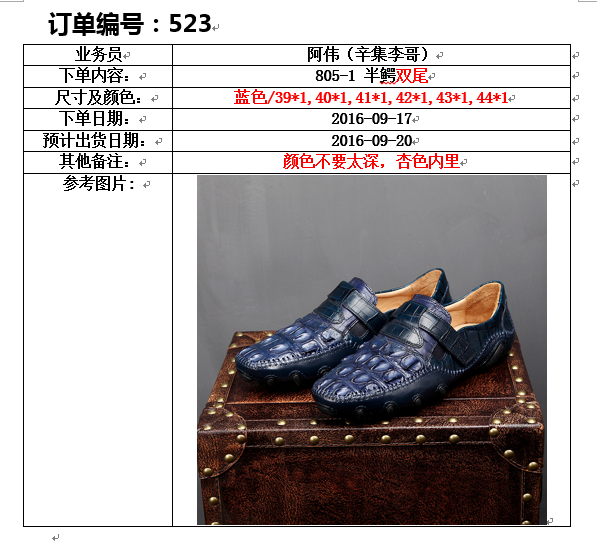 订单编号：523
业务员 阿伟（辛集李哥）
下单内容： 805-1 半鳄双尾
尺寸及颜色： 蓝色/39*1,40*1,41*1,42*1,43*1,44*1
下单日期： 2016-09-17
预计出货日期： 2016-09-20
其他备注： 颜色不要太深，杏色内里
参考图片：